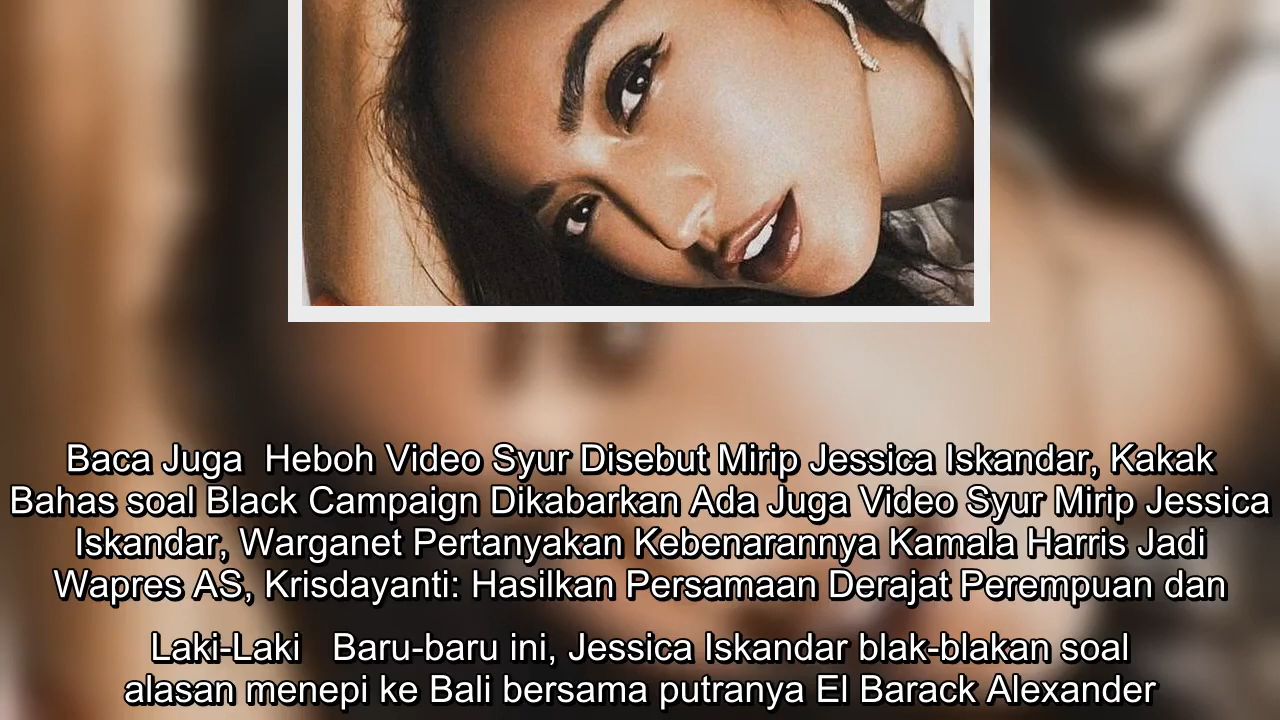 Baca Juga  Heboh Video Syur Disebut Mirip Jessica Iskandar, Kakak
Bahas soal Black Campaign Dikabarkan Ada Juga Video Syur Mirip Jessica
Iskandar, Warganet Pertanyakan Kebenarannya Kamala Harris Jadi
Wapres AS, Krisdayanti: Hasilkan Persamaan Derajat Perempuan dan
Laki-Laki   Baru-baru ini, Jessica Iskandar blak-blakan soal
alasan menepi ke Bali bersama putranya El Barack Alexander